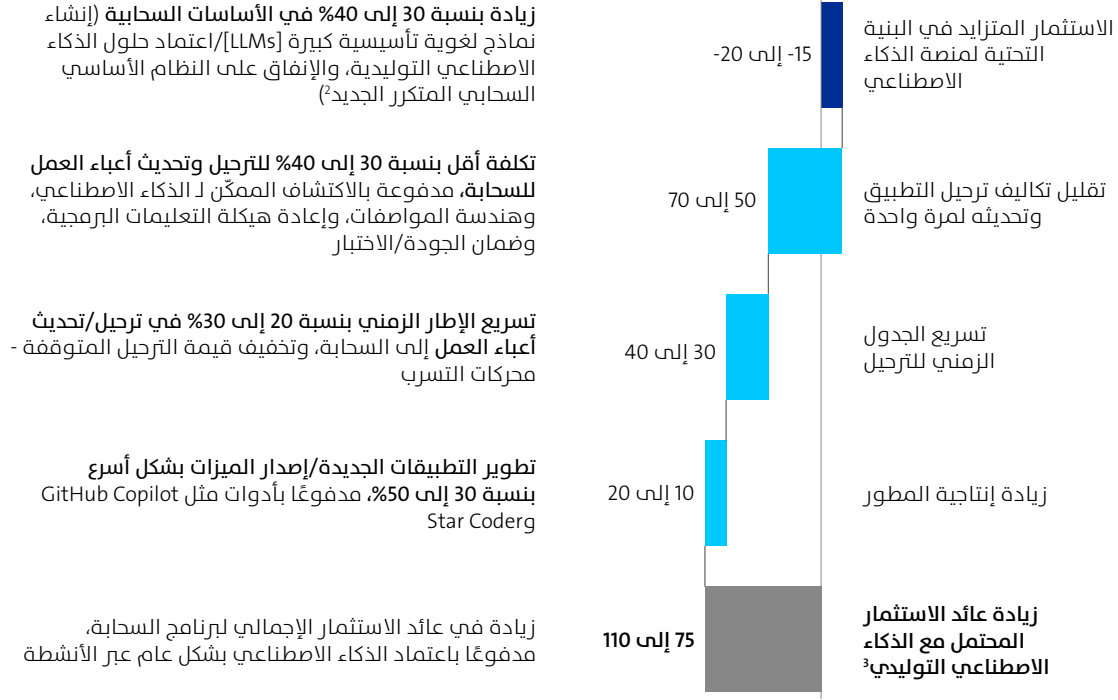 الاستثمار المتزايد في البنية
التحتية لمنصة الذكاء
الاصطناعي
-15 إلى -20
زيادة بنسبة 30 إلى 40% في الأساسات السحابية (إنشاء
نماذج لغوية تأسيسية كبيرة [LLMs]/اعتماد حلول الذكاء
الاصطناعي التوليدية، والإنفاق على النظام الأساسي
السحابي المتكرر الجديد²)
تقليل تكاليف ترحيل التطبيق
وتحديثه لمرة واحدة
50 إلى 70
تكلفة أقل بنسبة 30 إلى 40% للترحيل وتحديث أعباء العمل
للسحابة، مدفوعة بالاكتشاف الممكّن لـ الذكاء الاصطناعي،
وهندسة المواصفات، وإعادة هيكلة التعليمات البرمجية،
وضمان الجودة/الاختبار
تسريع الجدول
الزمني للترحيل
30 إلى 40
تسريع الإطار الزمني بنسبة 20 إلى 30% في ترحيل/تحديث
أعباء العمل إلى السحابة، وتخفيف قيمة الترحيل المتوقفة -
محركات التسرب
زيادة إنتاجية المطور
10 إلى 20
تطوير التطبيقات الجديدة/إصدار الميزات بشكل أسرع
بنسبة 30 إلى 50%، مدفوعًا بأدوات مثل GitHub Copilot
وStar Coder
زيادة عائد الاستثمار
المحتمل مع الذكاء
الاصطناعي التوليدي³
75 إلى 110
زيادة في عائد الاستثمار الإجمالي لبرنامج السحابة،
مدفوعًا باعتماد الذكاء الاصطناعي بشكل عام عبر الأنشطة